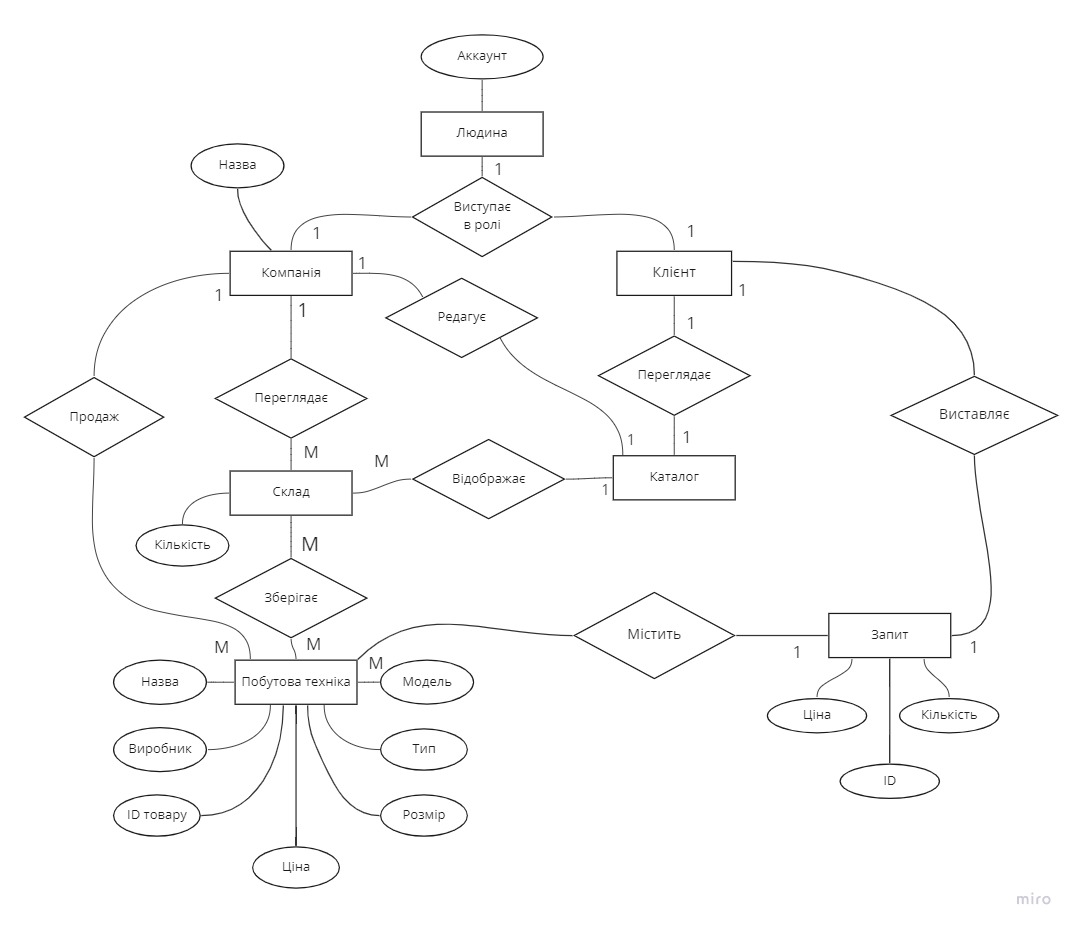 Аккаунт
Людина
1
Назва
Виступає
в ролі
1
1
Компанія
1
Клієнт
1
1
1
Редагує
1
Переглядає
Продаж
Переглядає
Виставляє
M
M
1
1
Склад
Відображає
Каталог
1
Кількість
M
Зберігає
M
M
M
Містить
1
Запит
1
Назва
Побутова техніка
Модель
Ціна
Кількість
Виробник
Тип
ID
ID товару
Розмір
Ціна
miro